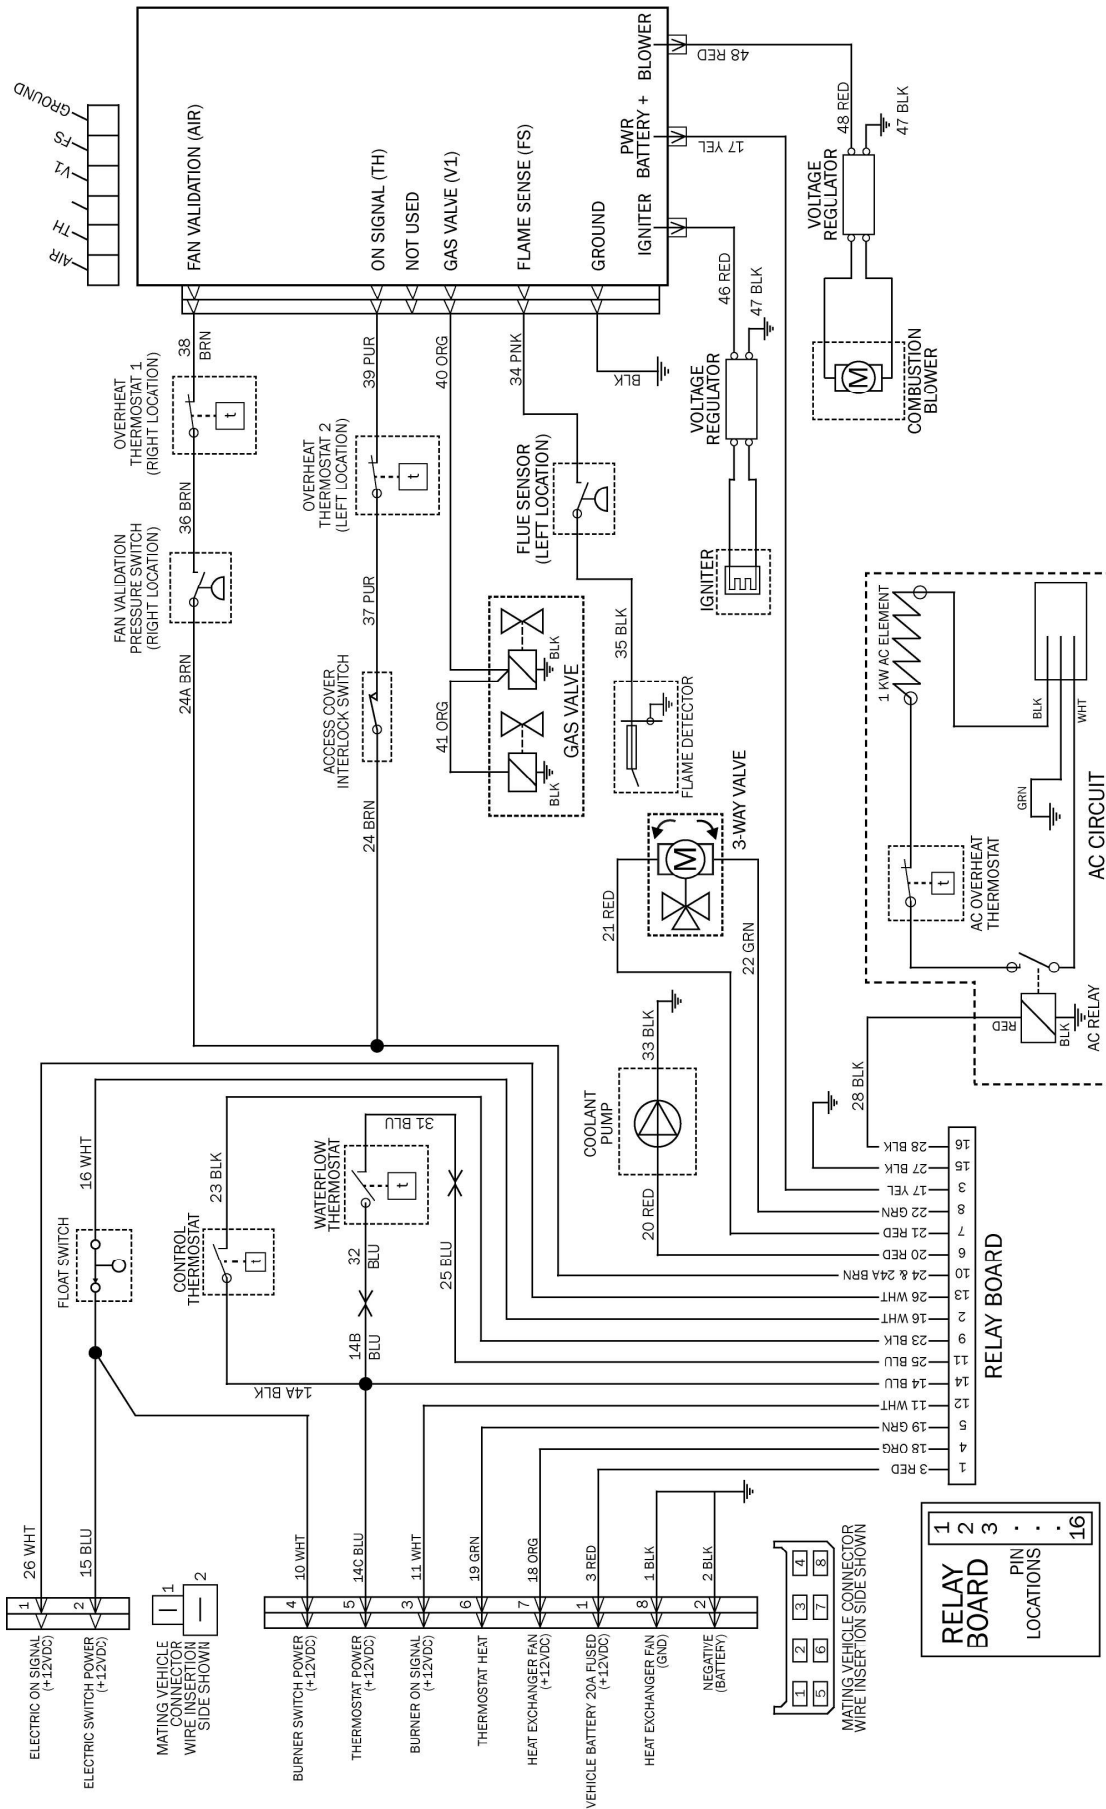 GROUND
FS
V1
TH
AIR
FAN VALIDATION (AIR)
ON SIGNAL (TH)
NOT USED
GAS VALVE (V1)
FLAME SENSE (FS)
GROUND
IGNITER
PWR
BATTERY +
BLOWER
48 RED
17 YEL
48 RED
47 BLK
VOLTAGE
REGULATOR
COMBUSTION
BLOWER
M
46 RED
47 BLK
VOLTAGE
REGULATOR
IGNITER
38
BRN
OVERHEAT
THERMOSTAT 1
(RIGHT LOCATION)
t
36 BRN
FAN VALIDATION
PRESSURE SWITCH
(RIGHT LOCATION)
24A BRN
39 PUR
OVERHEAT
THERMOSTAT 2
(LEFT LOCATION)
t
37 PUR
ACCESS COVER
INTERLOCK SWITCH
24 BRN
40 ORG
41 ORG
BLK
BLK
GAS VALVE
34 PNK
FLUE SENSOR
(LEFT LOCATION)
35 BLK
FLAME DETECTOR
BLK
3-WAY VALVE
M
21 RED
22 GRN
COOLANT
PUMP
33 BLK
20 RED
1 KW AC ELEMENT
BLK
WHT
GRN
AC OVERHEAT
THERMOSTAT
t
AC CIRCUIT
RED
BLK
AC RELAY
28 BLK
16 WHT
FLOAT SWITCH
23 BLK
CONTROL
THERMOSTAT
t
14A BLK
WATERFLOW
THERMOSTAT
t
31 BLU
32
BLU
25 BLU
14B
BLU
28 BLK 16
27 BLK 15
17 YEL 3
22 GRN 8
21 RED 7
20 RED 6
24 & 24A BRN 10
26 WHT 13
16 WHT 2
23 BLK 9
25 BLU 11
14 BLU 14
11 WHT 12
19 GRN 5
18 ORG 4
3 RED 1
RELAY BOARD
26 WHT
15 BLU
1
2
ELECTRIC ON SIGNAL
(+12VDC)
ELECTRIC SWITCH POWER
(+12VDC)
1
2
MATING VEHICLE
CONNECTOR
WIRE INSERTION
SIDE SHOWN
10 WHT
14C BLU
11 WHT
19 GRN
18 ORG
3 RED
1 BLK
2 BLK
4
5
3
6
7
1
8
2
BURNER SWITCH POWER
(+12VDC)
THERMOSTAT POWER
(+12VDC)
BURNER ON SIGNAL
(+12VDC)
THERMOSTAT HEAT
HEAT EXCHANGER FAN
(+12VDC)
VEHICLE BATTERY 20A FUSED
(+12VDC)
HEAT EXCHANGER FAN
(GND)
NEGATIVE
(BATTERY)
1 2 3 4
5 6 7 8
MATING VEHICLE CONNECTOR
WIRE INSERTION SIDE SHOWN
RELAY
BOARD
PIN
LOCATIONS
1
2
3
.
.
.
16